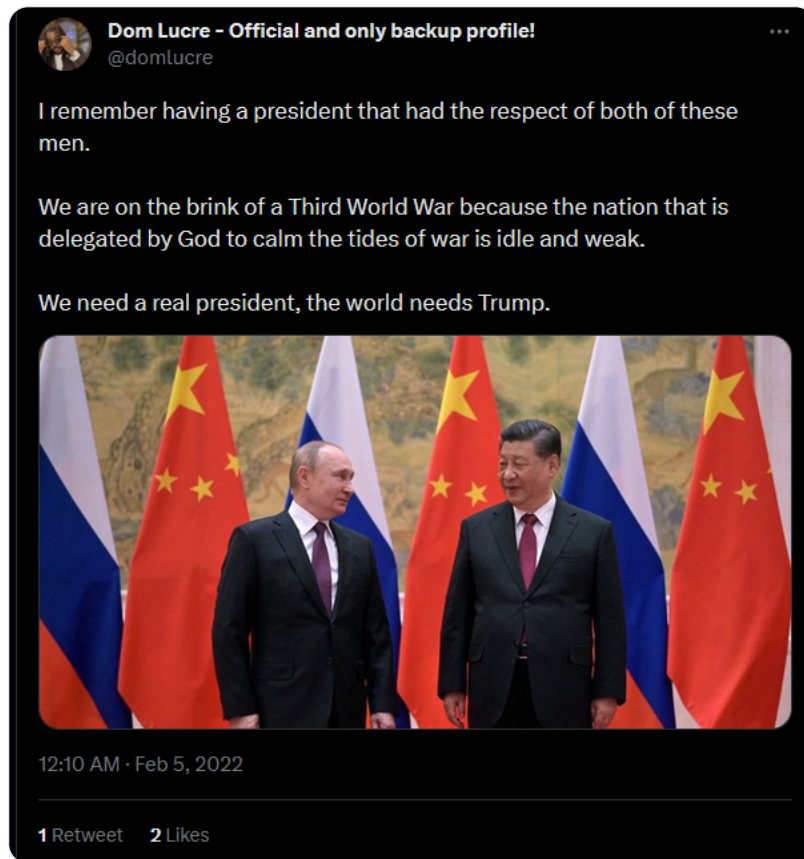 Dom Lucre - Official and only backup profile!
@domlucre
I remember having a president that had the respect of both of these
men.
We are on the brink of a Third World War because the nation that is
delegated by God to calm the tides of war is idle and weak.
We need a real president, the world needs Trump.
12:10 AM · Feb 5, 2022
1 Retweet 2 Likes